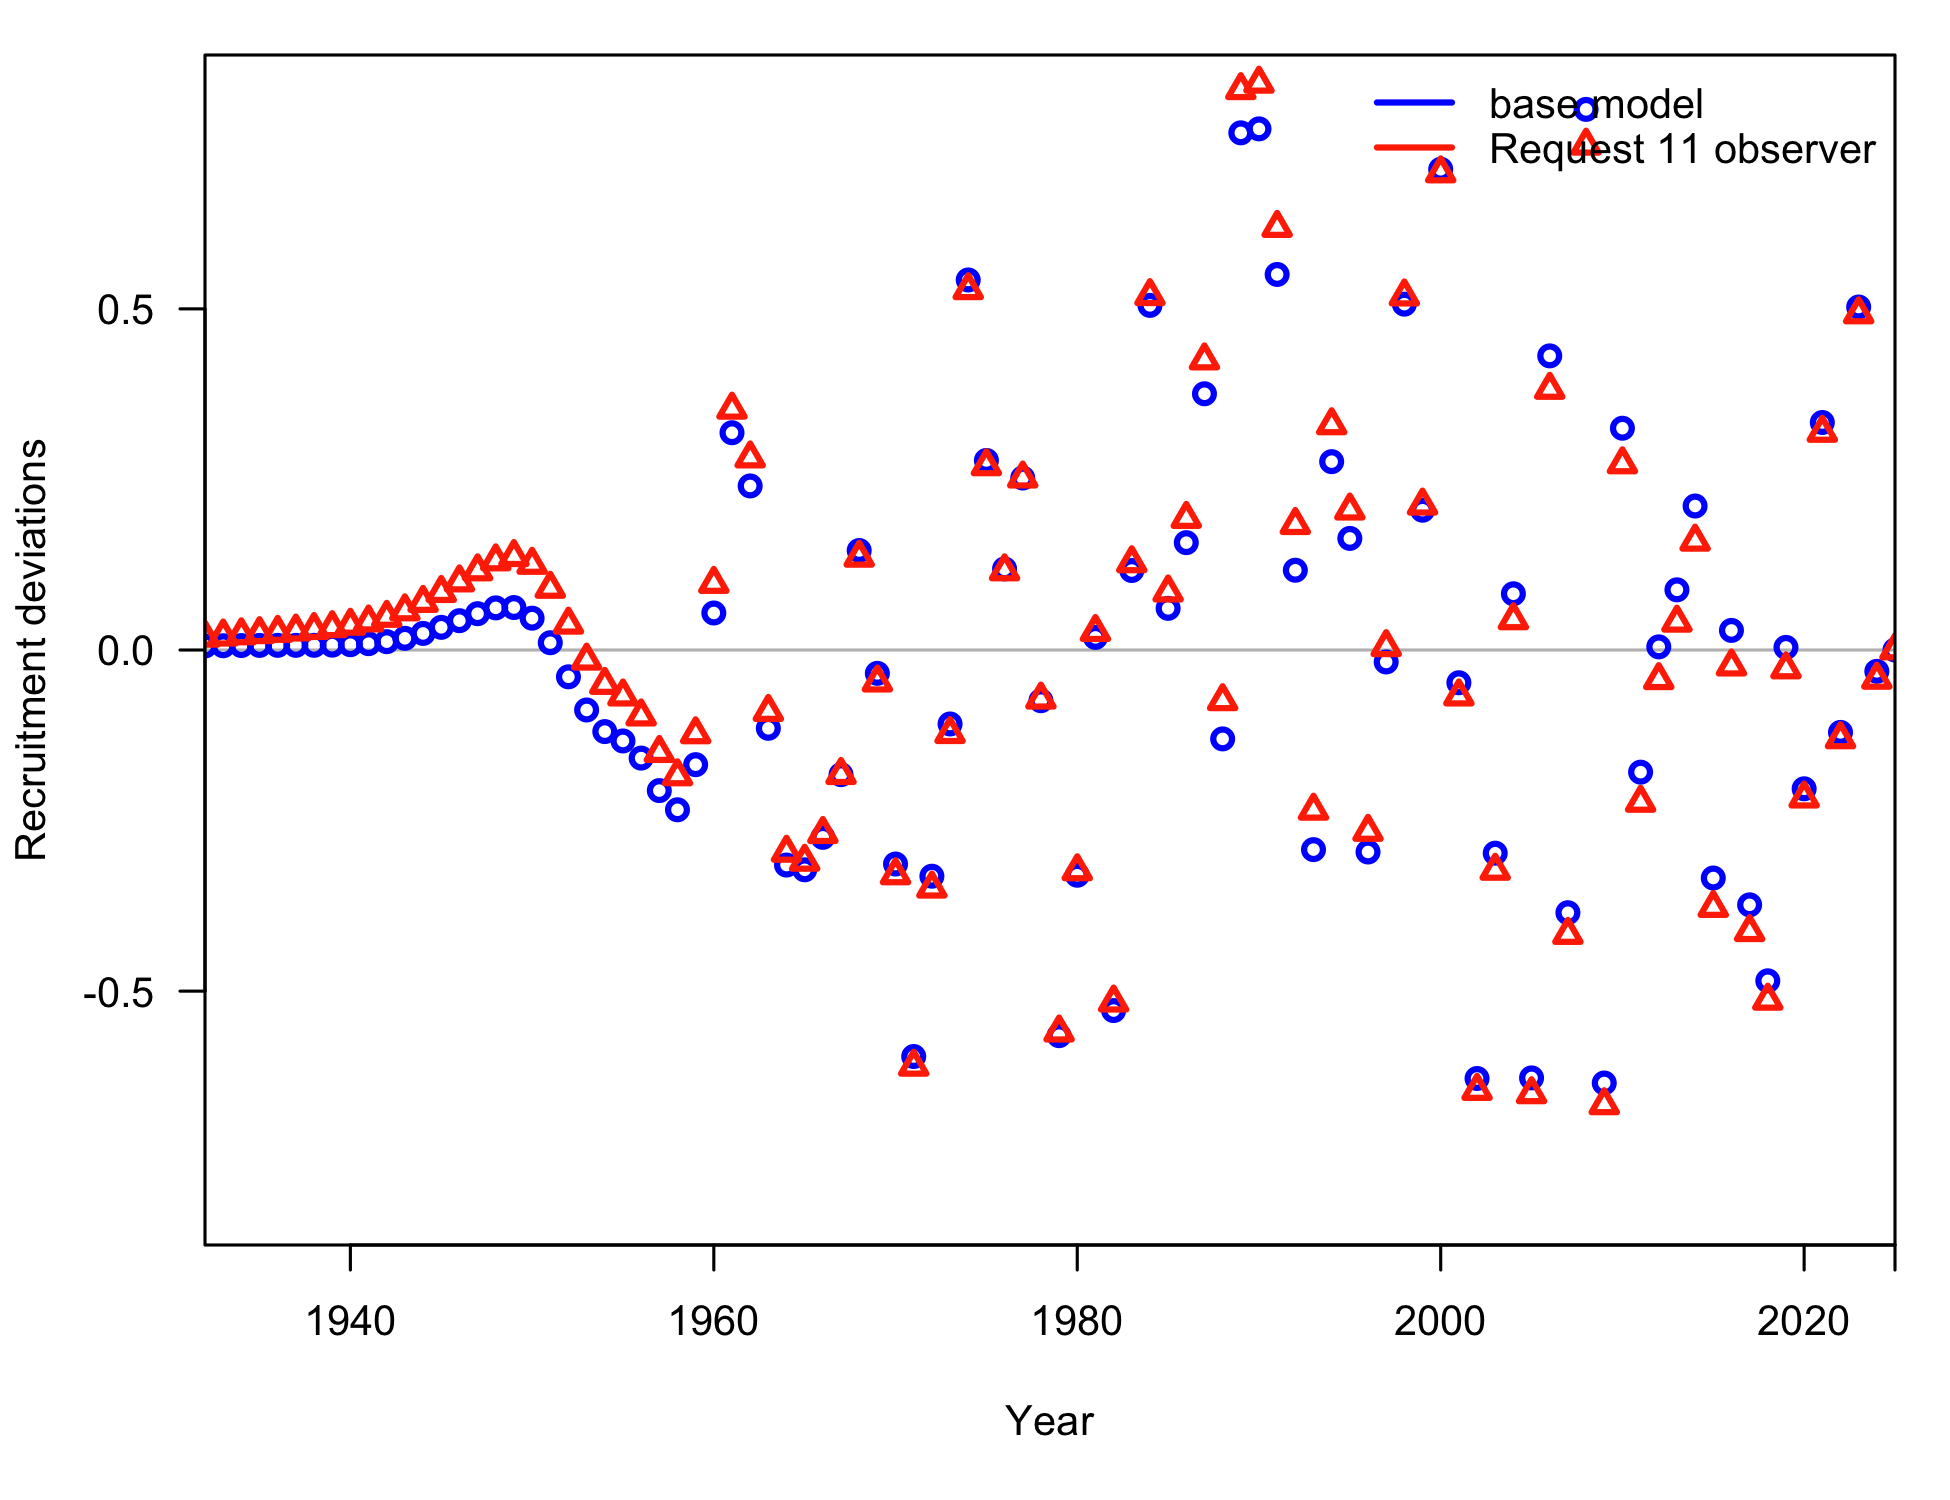 base model
Request 11 observer
0.5
0.0
-0.5
Recruitment deviations
1940 1960 1980 2000 2020
Year